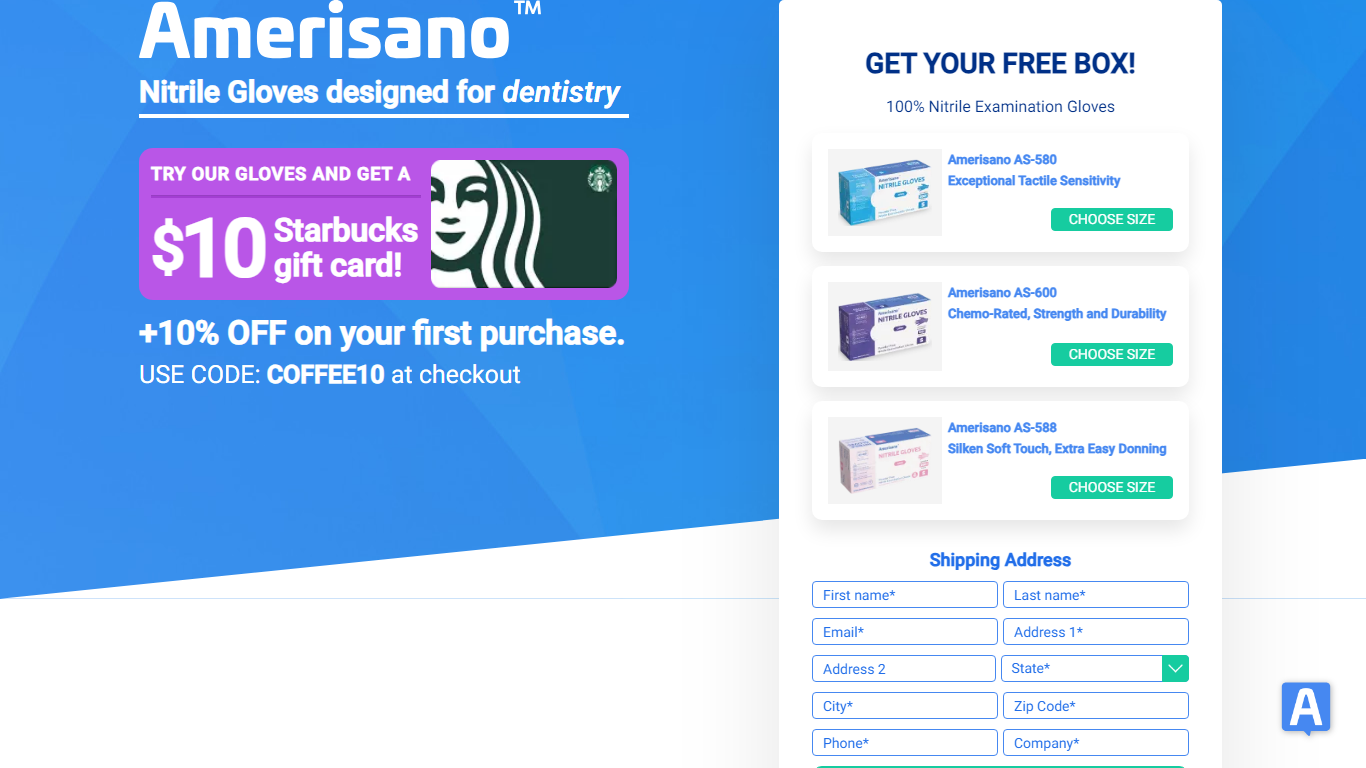 Amerisano™
Nitrile Gloves designed for dentistry
TRY OUR GLOVES AND GET A
$10 Starbucks
gift card!
+10% OFF on your first purchase.
USE CODE: COFFEE10 at checkout
GET YOUR FREE BOX!
100% Nitrile Examination Gloves
Amerisano
NITRILE GLOVES
Amerisano AS-580
Exceptional Tactile Sensitivity
CHOOSE SIZE
Amerisano
NITRILE GLOVES
Amerisano AS-600
Chemo-Rated, Strength and Durability
CHOOSE SIZE
Amerisano
NITRILE GLOVES
Amerisano AS-588
Silken Soft Touch, Extra Easy Donning
CHOOSE SIZE
Shipping Address
First name* Last name*
Email* Address 1*
Address 2 State*
City* Zip Code*
Phone* Company*
A